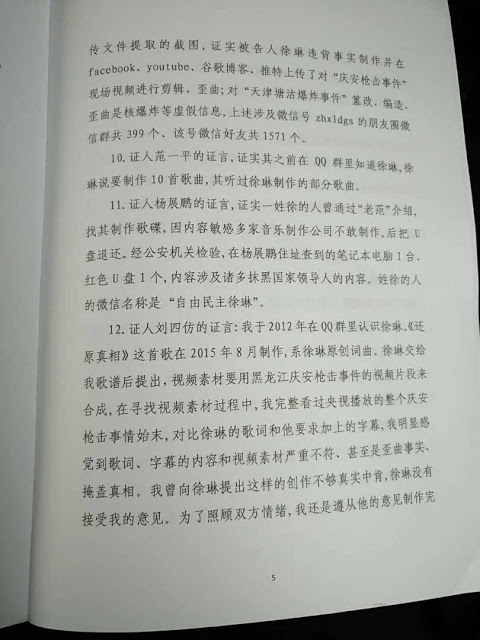 传文件提取的截图,证实被告人徐琳违背事实制作并在
facebook、youtube、谷歌博客、推特上传了对“庆安枪击事件”
现场视频进行剪辑、歪曲;对“天津塘沽爆炸事件”篡改、编造、
歪曲是核爆炸等虚假信息,上述涉及微信号 zhxldgs 的朋友圈微
信群共 399 个、该号微信好友共 1571 个。
10.证人范一平的证言,证实其之前在 QQ 群里知道徐琳,徐
琳说要制作 10 首歌曲,其听过徐琳制作的部分歌曲。
11.证人杨展鹏的证言,证实一姓徐的人曾通过“老范”介绍,
找其制作歌碟,因内容敏感多家音乐制作公司不敢制作,后把 U
盘退还。经公安机关检验,在杨展鹏住址查到的笔记本电脑 1 台、
红色 U 盘 1 个,内容涉及诸多抹黑国家领导人的内容。姓徐的人
的微信名称是 “自由民主徐琳”。
12.证人刘四仿的证言:我于 2012 年在 QQ 群里认识徐琳,《还
原真相》这首歌在 2015 年 8 月制作,系徐琳原创词曲。徐琳交给
我歌谱后提出,视频素材要用黑龙江庆安枪击事件的视频片段来
合成,在寻找视频素材过程中,我完整看过央视播放的整个庆安
枪击事情始末,对比徐琳的歌词和他要求加上的字幕,我明显感
觉到歌词、字幕的内容和视频素材严重不符、甚至是歪曲事实、
掩盖真相。我曾向徐琳提出这样的创作不够真实中肯,徐琳没有
接受我的意见。为了照顾双方情绪,我还是遵从他的意见制作完
5